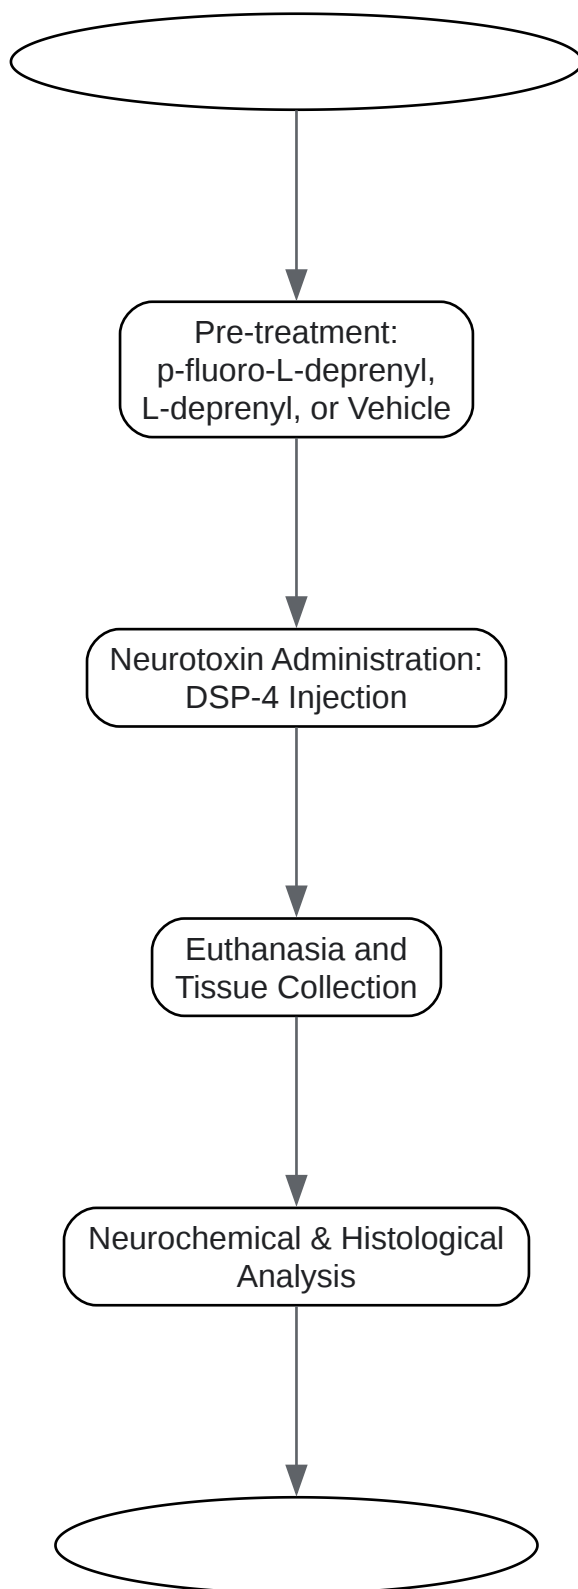 Pre-treatment:
p-fluoro-L-deprenyl,
L-deprenyl, or Vehicle
Neurotoxin Administration:
DSP-4 Injection
Euthanasia and
Tissue Collection
Neurochemical & Histological
Analysis